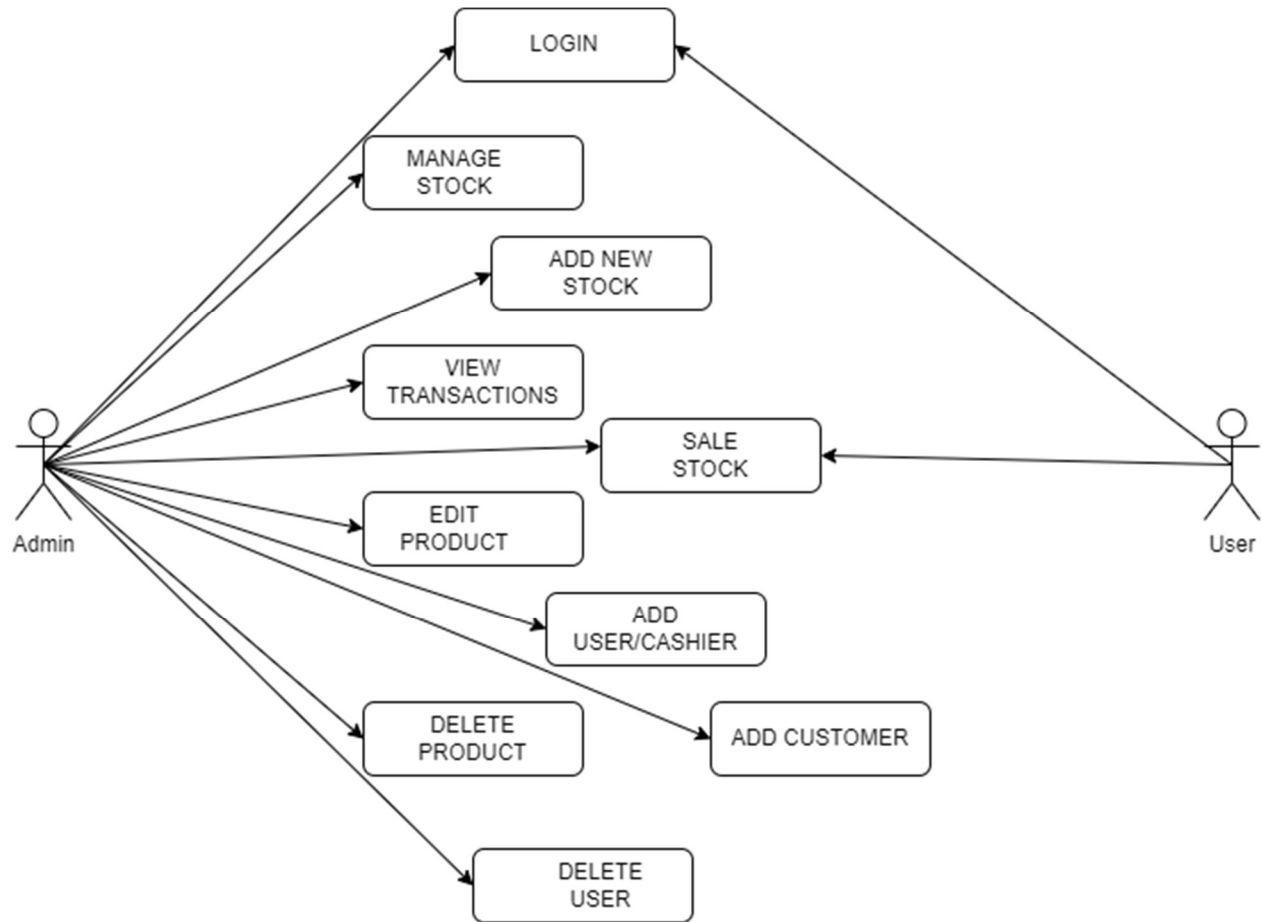 LOGIN
MANAGE
STOCK
ADD NEW
STOCK
VIEW
TRANSACTIONS
SALE
STOCK
EDIT
PRODUCT
Admin
User
ADD
USER/CASHIER
DELETE
PRODUCT
ADD CUSTOMER
DELETE
USER